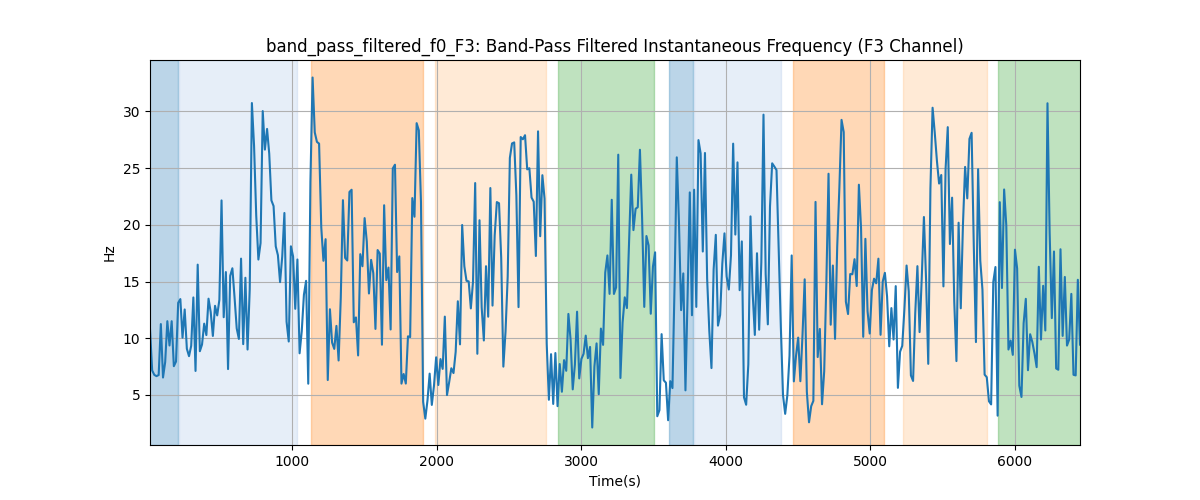 band_pass_filtered_f0_F3: Band-Pass Filtered Instantaneous Frequency (F3 Channel)
Hz
30
25
20
15
10
5
1000 2000 3000 4000 5000 6000
Time(s)